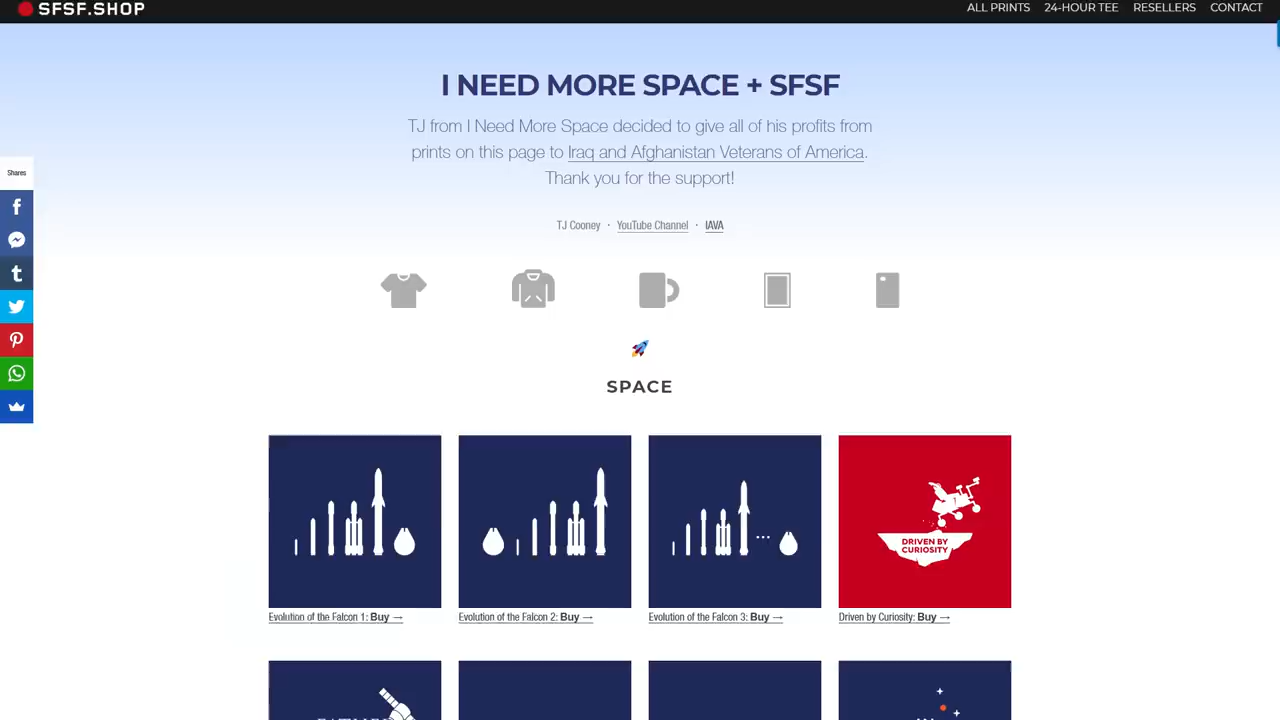 SFSF.SHOP
ALL PRINTS 24-HOUR TEE RESELLERS CONTACT
I NEED MORE SPACE + SFSF
TJ from I Need More Space decided to give all of his profits from
prints on this page to Iraq and Afghanistan Veterans of America.
Thank you for the support!
TJ Cooney · YouTube Channel · IAVA
Shares
SPACE
DRIVEN BY
CURIOSITY
Evolution of the Falcon 1: Buy →
Evolution of the Falcon 2: Buy →
Evolution of the Falcon 3: Buy →
Driven by Curiosity: Buy →